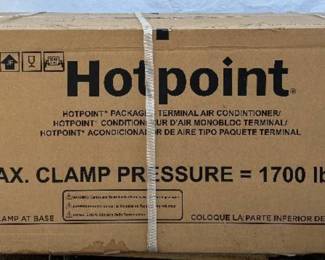 Hotpoint®
HOTPOINT® PACKAGE TERMINAL AIR CONDITIONER/
HOTPOINT® CONDITIONEUR D'AIR MONOBLOC TERMINAL/
HOTPOINT® ACONDICIONADOR DE AIRE TIPO PAQUETE TERMINAL
AX. CLAMP PRESSURE = 1700 lb
AMP AT BASE
COLOQUE LA PARTE INFERIOR DE